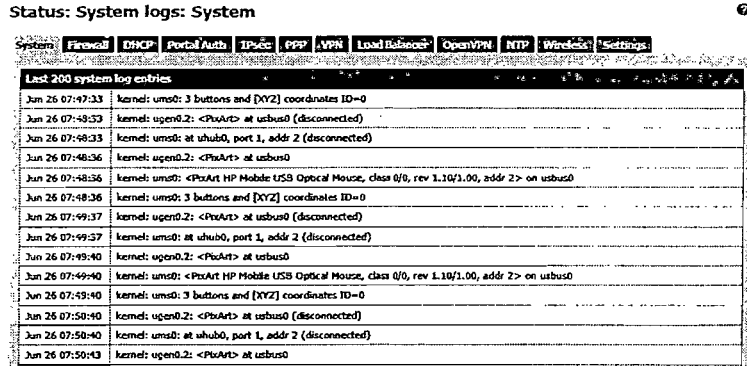 Status: System logs: System
System Firewall DHCP Portal Auth IPsec PPP VPN Load Balancer OpenVPN NTP Wireless Settings
Last 200 system log entries
Jun 26 07:47:33 kernel: ums0: 3 buttons and [XYZ] coordinates ID=0
Jun 26 07:48:33 kernel: ugen0.2: <PixArt> at usbus0 (disconnected)
Jun 26 07:48:33 kernel: ums0: at uhub0, port 1, addr 2 (disconnected)
Jun 26 07:48:36 kernel: ugen0.2: <PixArt> at usbus0
Jun 26 07:48:36 kernel: ums0: <PixArt HP Mobile USB Optical Mouse, class 0/0, rev 1.10/1.00, addr 2> on usbus0
Jun 26 07:48:36 kernel: ums0: 3 buttons and [XYZ] coordinates ID=0
Jun 26 07:49:37 kernel: ugen0.2: <PixArt> at usbus0 (disconnected)
Jun 26 07:49:37 kernel: ums0: at uhub0, port 1, addr 2 (disconnected)
Jun 26 07:49:40 kernel: ugen0.2: <PixArt> at usbus0
Jun 26 07:49:40 kernel: ums0: <PixArt HP Mobile USB Optical Mouse, class 0/0, rev 1.10/1.00, addr 2> on usbus0
Jun 26 07:49:40 kernel: ums0: 3 buttons and [XYZ] coordinates ID=0
Jun 26 07:50:40 kernel: ugen0.2: <PixArt> at usbus0 (disconnected)
Jun 26 07:50:40 kernel: ums0: at uhub0, port 1, addr 2 (disconnected)
Jun 26 07:50:43 kernel: ugen0.2: <PixArt> at usbus0